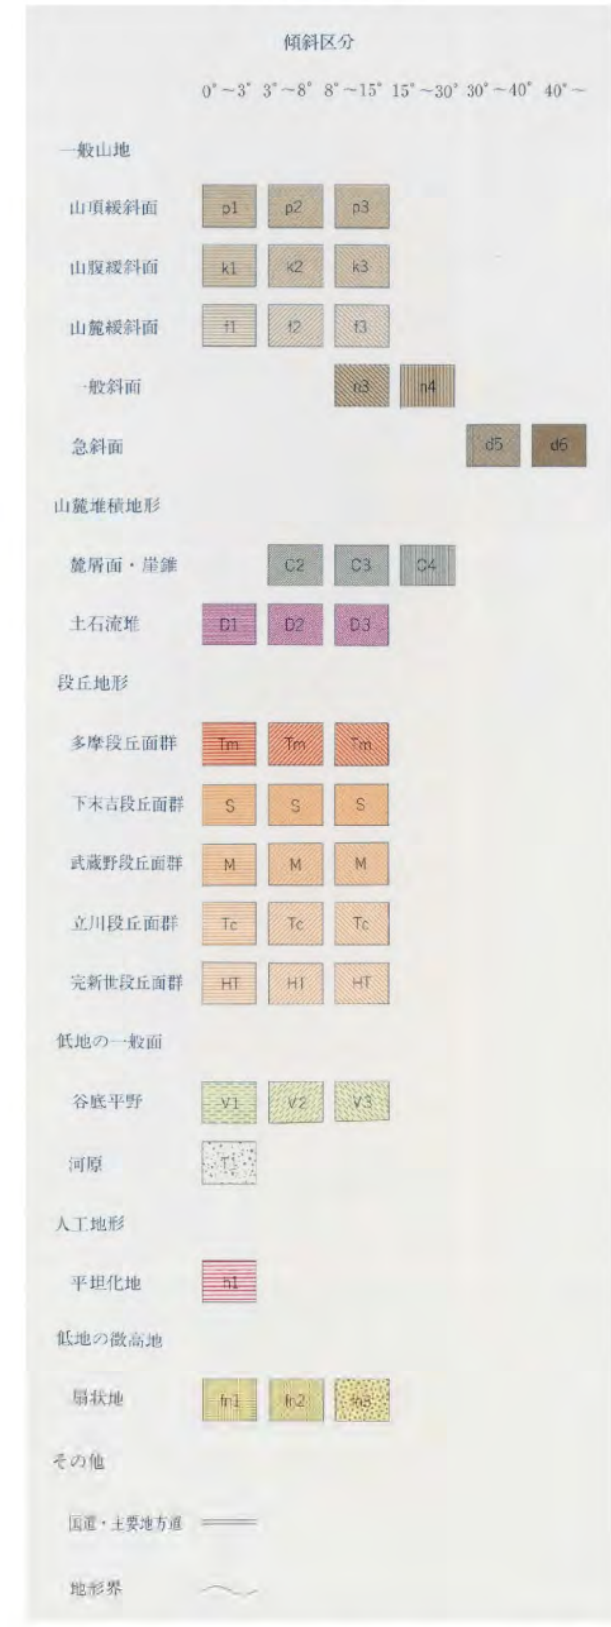 傾斜区分
0°～3° 3°～8° 8°～15° 15°～30° 30°～40° 40°～
一般山地
山頂緩斜面 p1 p2 p3
山腹緩斜面 k1 k2 k3
山麓緩斜面 f1 f2 f3
一般斜面 n3 n4
急斜面 d5 d6
山麓堆積地形
麓屑面・崖錐 C2 C3 C4
土石流堆 D1 D2 D3
段丘地形
多摩段丘面群 Tm Tm Tm
下末吉段丘面群 S S S
武蔵野段丘面群 M M M
立川段丘面群 Tc Tc Tc
完新世段丘面群 HT HT HT
低地の一般面
谷底平野 V1 V2 V3
河原
人工地形
平坦化地 h1
低地の微高地
扇状地 fn1 fn2 fn3
その他
国道・主要地方道
地形界